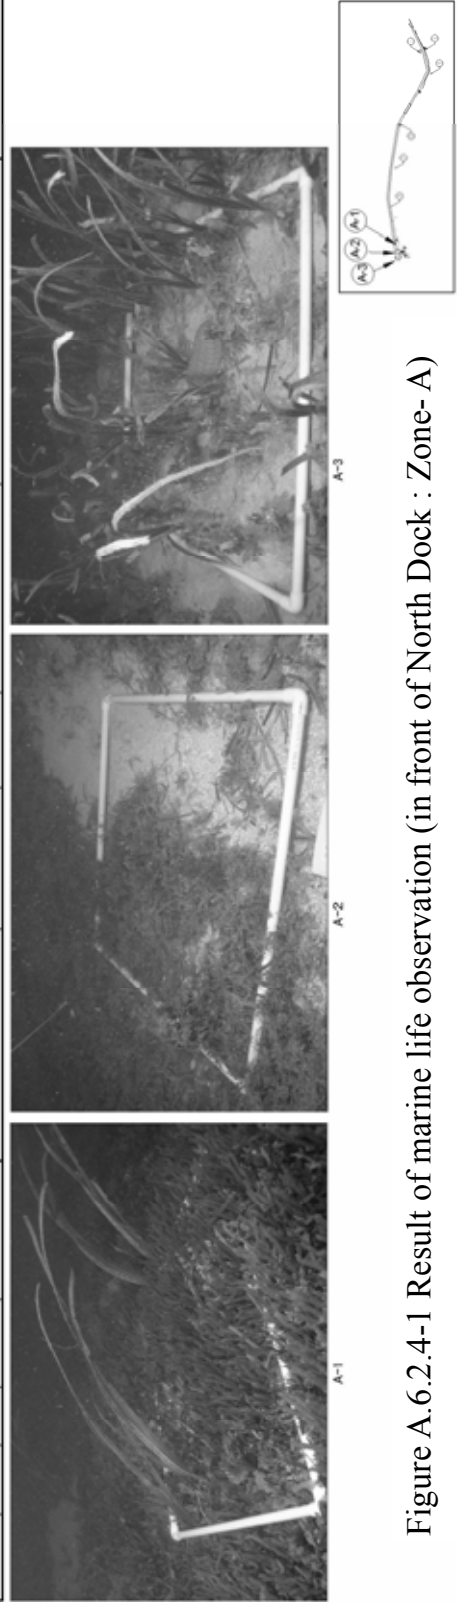 A-1
A-2
A-3
A-1
A-2
A-3
Figure A.6.2.4-1 Result of marine life observation (in front of North Dock : Zone- A)